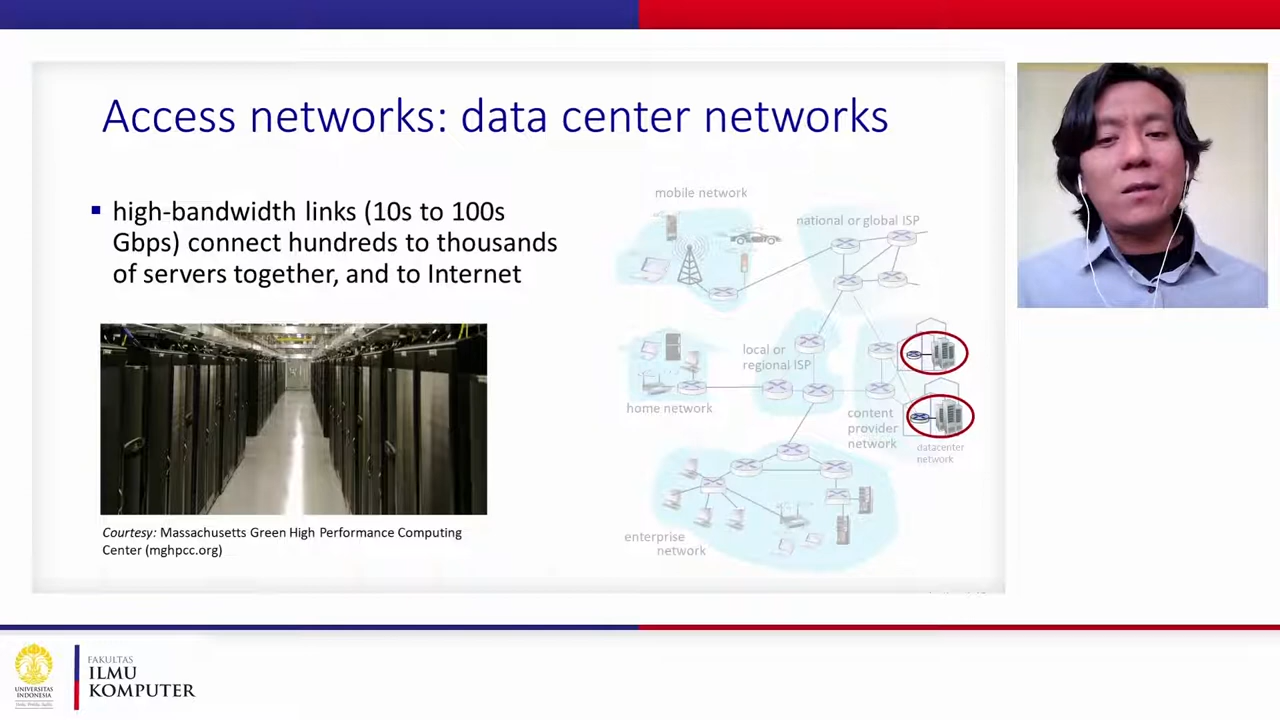 Access networks: data center networks
▪ high-bandwidth links (10s to 100s
Gbps) connect hundreds to thousands
of servers together, and to Internet
Courtesy: Massachusetts Green High Performance Computing
Center (mghpcc.org)
mobile network
national or global ISP
local or
regional ISP
home network
content
provider
network
datacenter
network
enterprise
network
FAKULTAS
ILMU
KOMPUTER
UNIVERSITAS
INDONESIA